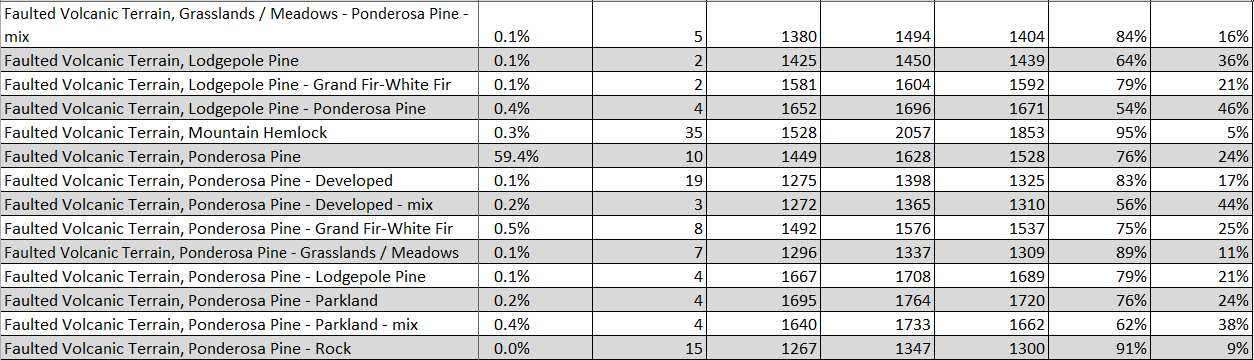 Faulted Volcanic Terrain, Grasslands / Meadows - Ponderosa Pine -
mix 0.1% 5 1380 1494 1404 84% 16%
Faulted Volcanic Terrain, Lodgepole Pine 0.1% 2 1425 1450 1439 64% 36%
Faulted Volcanic Terrain, Lodgepole Pine - Grand Fir-White Fir 0.1% 2 1581 1604 1592 79% 21%
Faulted Volcanic Terrain, Lodgepole Pine - Ponderosa Pine 0.4% 4 1652 1696 1671 54% 46%
Faulted Volcanic Terrain, Mountain Hemlock 0.3% 35 1528 2057 1853 95% 5%
Faulted Volcanic Terrain, Ponderosa Pine 59.4% 10 1449 1628 1528 76% 24%
Faulted Volcanic Terrain, Ponderosa Pine - Developed 0.1% 19 1275 1398 1325 83% 17%
Faulted Volcanic Terrain, Ponderosa Pine - Developed - mix 0.2% 3 1272 1365 1310 56% 44%
Faulted Volcanic Terrain, Ponderosa Pine - Grand Fir-White Fir 0.5% 8 1492 1576 1537 75% 25%
Faulted Volcanic Terrain, Ponderosa Pine - Grasslands / Meadows 0.1% 7 1296 1337 1309 89% 11%
Faulted Volcanic Terrain, Ponderosa Pine - Lodgepole Pine 0.1% 4 1667 1708 1689 79% 21%
Faulted Volcanic Terrain, Ponderosa Pine - Parkland 0.2% 4 1695 1764 1720 76% 24%
Faulted Volcanic Terrain, Ponderosa Pine - Parkland - mix 0.4% 4 1640 1733 1662 62% 38%
Faulted Volcanic Terrain, Ponderosa Pine - Rock 0.0% 15 1267 1347 1300 91% 9%